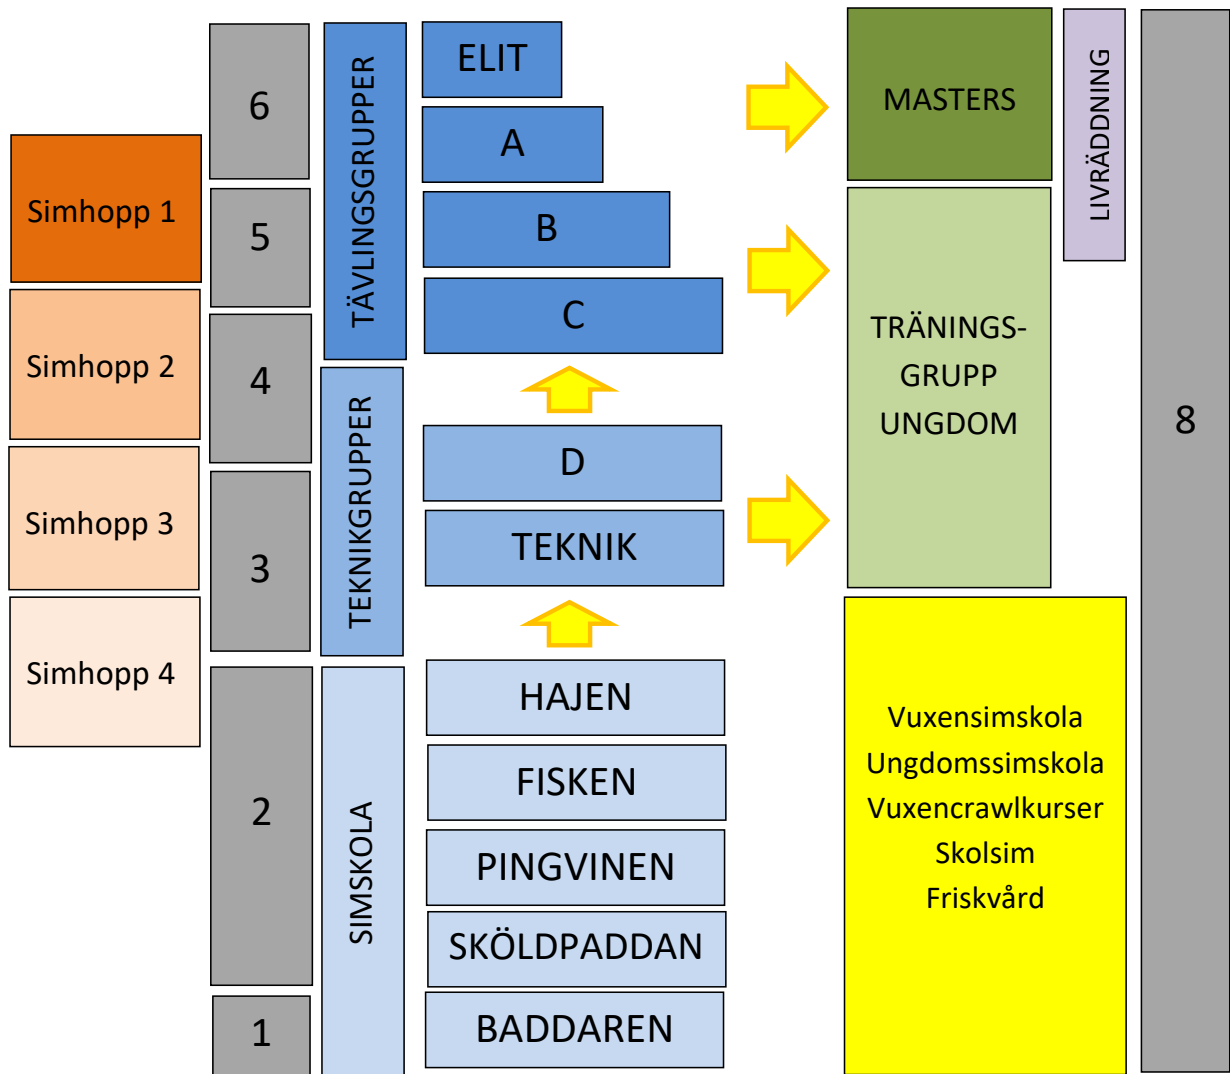 Simhopp 1
Simhopp 2
Simhopp 3
Simhopp 4
6
5
4
3
2
1
TÄVLINGSGRUPPER
TEKNIKGRUPPER
SIMSKOLA
ELIT
A
B
C
D
TEKNIK
HAJEN
FISKEN
PINGVINEN
SKÖLDPADDAN
BADDAREN
MASTERS
TRÄNINGS-
GRUPP
UNGDOM
Vuxensimskola
Ungdomssimskola
Vuxencrawlkurser
Skolsim
Friskvård
LIVRÄDDNING
8